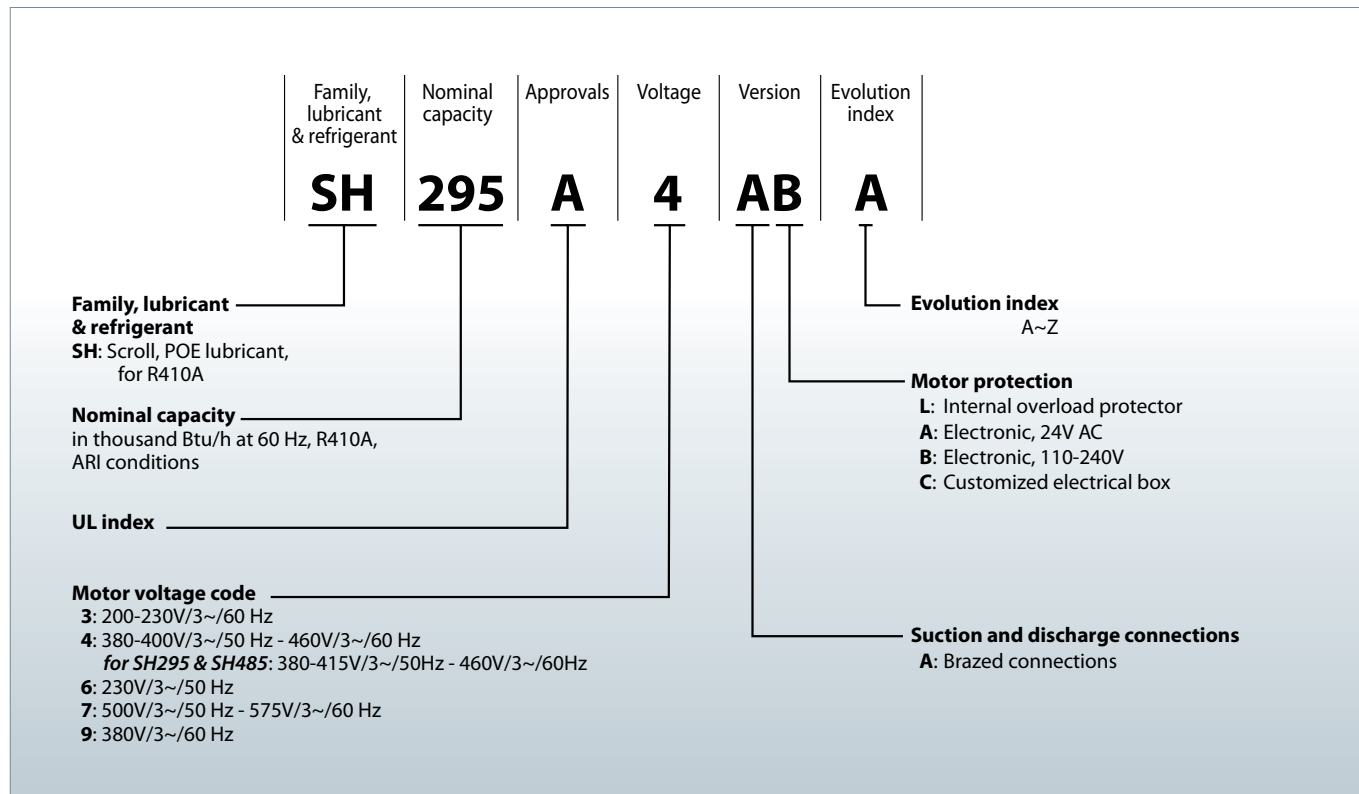 Family,
lubricant
& refrigerant
Nominal
capacity
Approvals
Voltage
Version
Evolution
index
SH 295 A 4 A B A
Family, lubricant
& refrigerant
SH: Scroll, POE lubricant,
for R410A
Nominal capacity
in thousand Btu/h at 60 Hz, R410A,
ARI conditions
UL index
Motor voltage code
3: 200-230V/3~/60 Hz
4: 380-400V/3~/50 Hz - 460V/3~/60 Hz
for SH295 & SH485: 380-415V/3~/50Hz - 460V/3~/60Hz
6: 230V/3~/50 Hz
7: 500V/3~/50 Hz - 575V/3~/60 Hz
9: 380V/3~/60 Hz
Evolution index
A~Z
Motor protection
L: Internal overload protector
A: Electronic, 24V AC
B: Electronic, 110-240V
C: Customized electrical box
Suction and discharge connections
A: Brazed connections